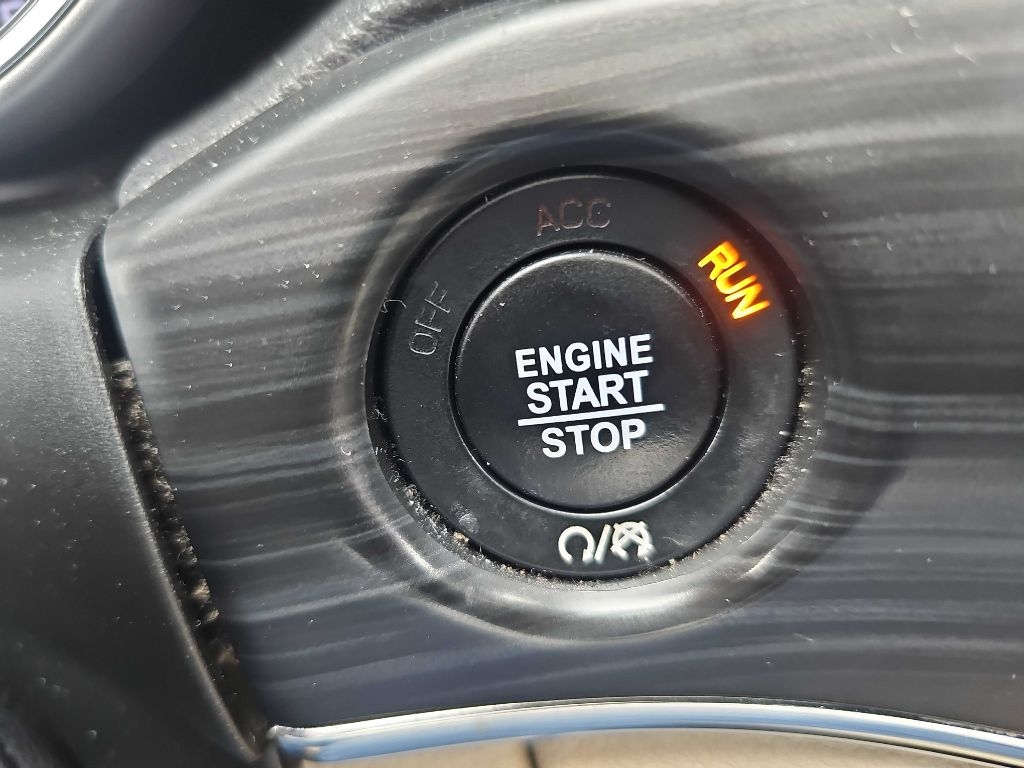 ACC
RUN
OFF
ENGINE
START
STOP